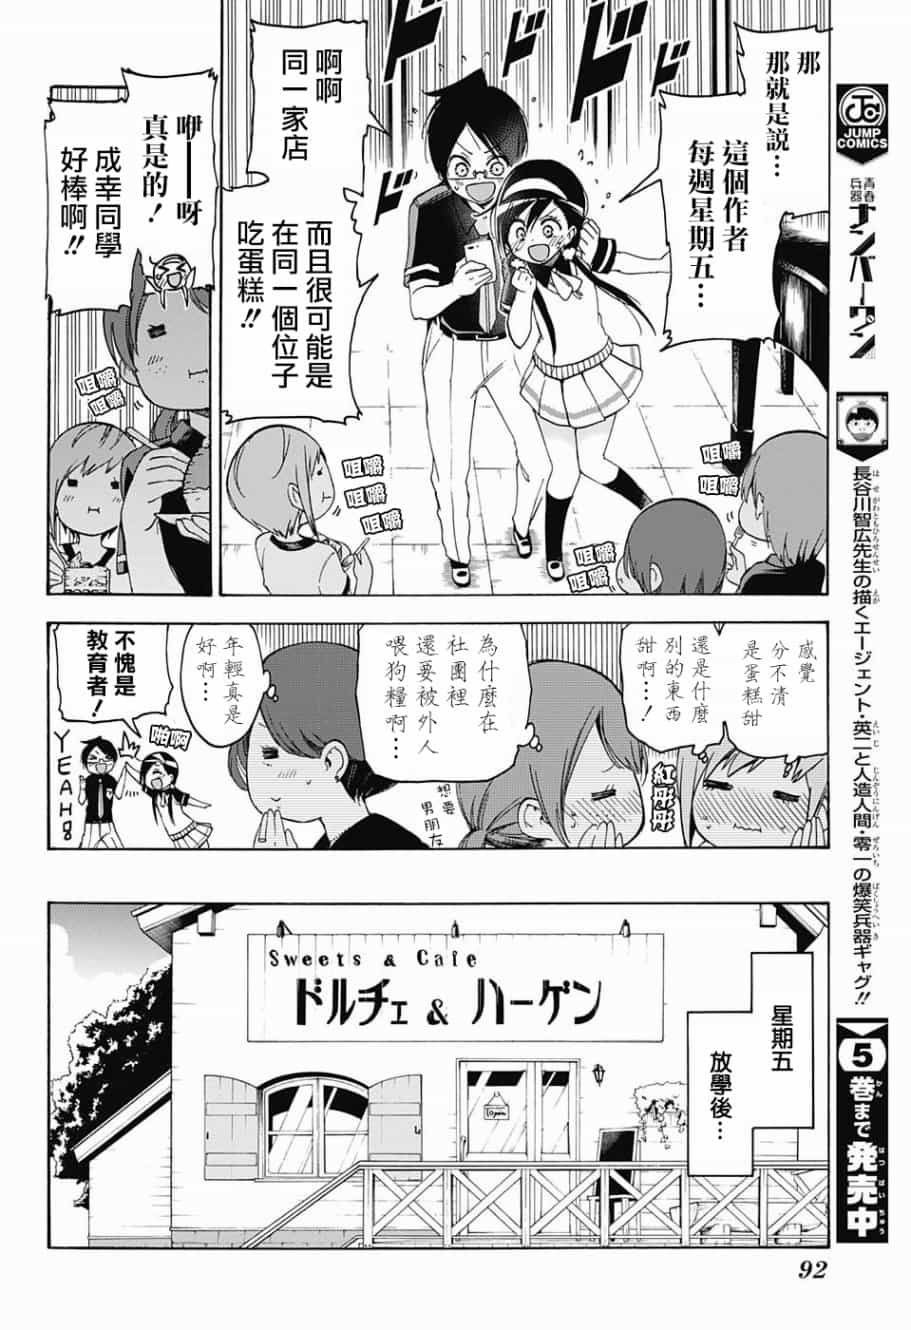 那
那就是說…
這個作者
每週星期五…
啊啊
同一家店
而且很可能是
在同一個位子
吃蛋糕!!
咿——呀
真是的!
成幸同學
好棒啊!!
ドドドド
咀嚼
咀嚼
咀嚼
咀嚼
咀嚼
咀嚼
咀嚼
咀嚼
咀嚼
感覺
分不清
是蛋糕甜
還是什麼
別的東西
甜啊…!
紅彤彤
為什麼在
社團裡
還要被外人
喂狗糧啊…
想要
男朋友
年輕真是
好啊…
不愧是
教育者!
啪啊
YEAH!
星期五
放學後…
Sweets & Cafe
ドルチェ & ハーゲン
Open
92
JUMP
COMICS
青春
兵器
ナンバーワン
長谷川智広先生の描くエージェント・英二と人造人間・零一の爆笑兵器ギャグ!!
5巻まで発売中